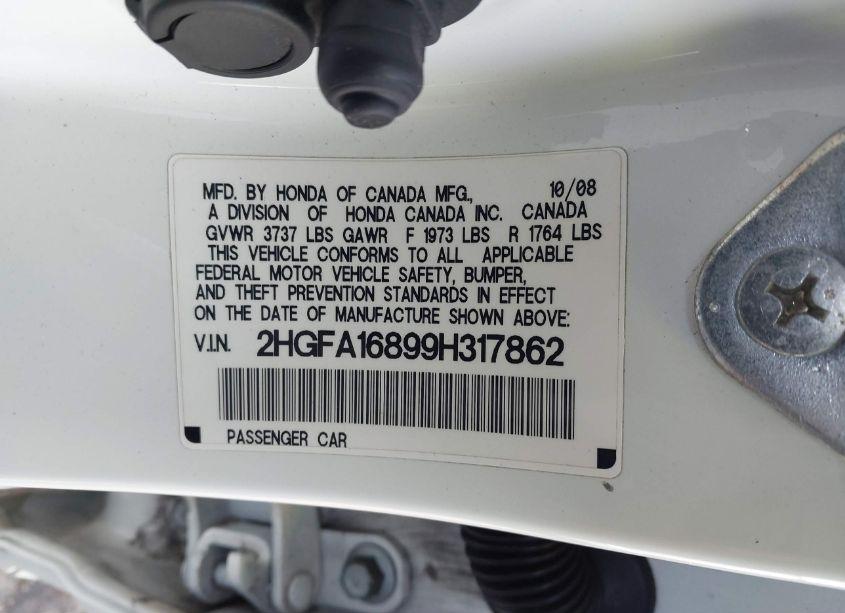 MFD. BY HONDA OF CANADA MFG., 10/08
A DIVISION OF HONDA CANADA INC. CANADA
GVWR 3737 LBS GAWR F 1973 LBS R 1764 LBS
THIS VEHICLE CONFORMS TO ALL APPLICABLE
FEDERAL MOTOR VEHICLE SAFETY, BUMPER,
AND THEFT PREVENTION STANDARDS IN EFFECT
ON THE DATE OF MANUFACTURE SHOWN ABOVE:
V.I.N. 2HGFA16899H317862
PASSENGER CAR